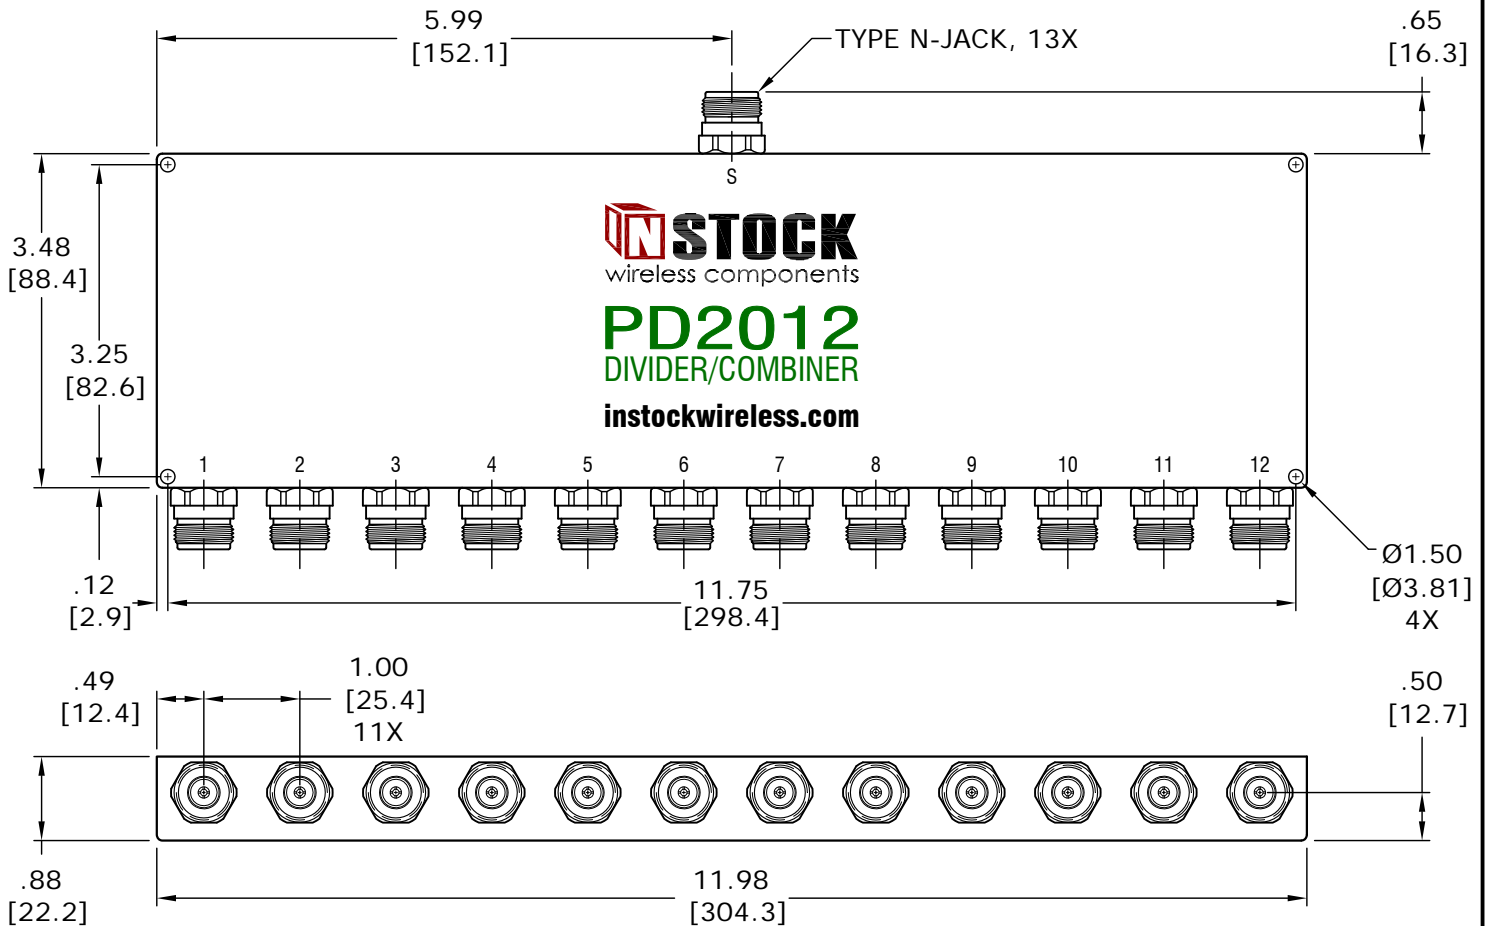 5.99
[152.1]
TYPE N-JACK, 13X
.65
[16.3]
S
INSTOCK
wireless components
3.48
[88.4]
PD2012
DIVIDER/COMBINER
3.25
[82.6]
instockwireless.com
1 2 3 4 5 6 7 8 9 10 11 12
Ø1.50
[Ø3.81]
4X
.12
[2.9]
11.75
[298.4]
.49
[12.4]
1.00
[25.4]
11X
.50
[12.7]
.88
[22.2]
11.98
[304.3]